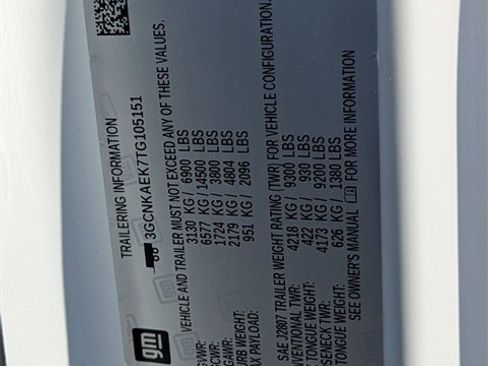 TRAILERING INFORMATION
3GCNKAEK7TG105151
gm
VEHICLE AND TRAILER MUST NOT EXCEED ANY OF THESE VALUES.
GVWR: 3130 KG / 6900 LBS
GCWR: 6577 KG / 14500 LBS
1724 KG / 3800 LBS
GAWR: 2179 KG / 4804 LBS
CURB WEIGHT:
MAX PAYLOAD: 951 KG / 2096 LBS
SAE J2807 TRAILER WEIGHT RATING (TWR) FOR VEHICLE CONFIGURATION.
CONVENTIONAL TWR: 4218 KG / 9300 LBS
TONGUE WEIGHT: 422 KG / 930 LBS
GOOSENECK TWR: 4173 KG / 9200 LBS
TONGUE WEIGHT: 626 KG / 1380 LBS
SEE OWNER'S MANUAL FOR MORE INFORMATION